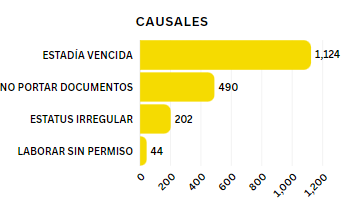 CAUSALES
ESTADÍA VENCIDA 1,124
NO PORTAR DOCUMENTOS 490
ESTATUS IRREGULAR 202
LABORAR SIN PERMISO 44
0 200 400 600 800 1,000 1,200